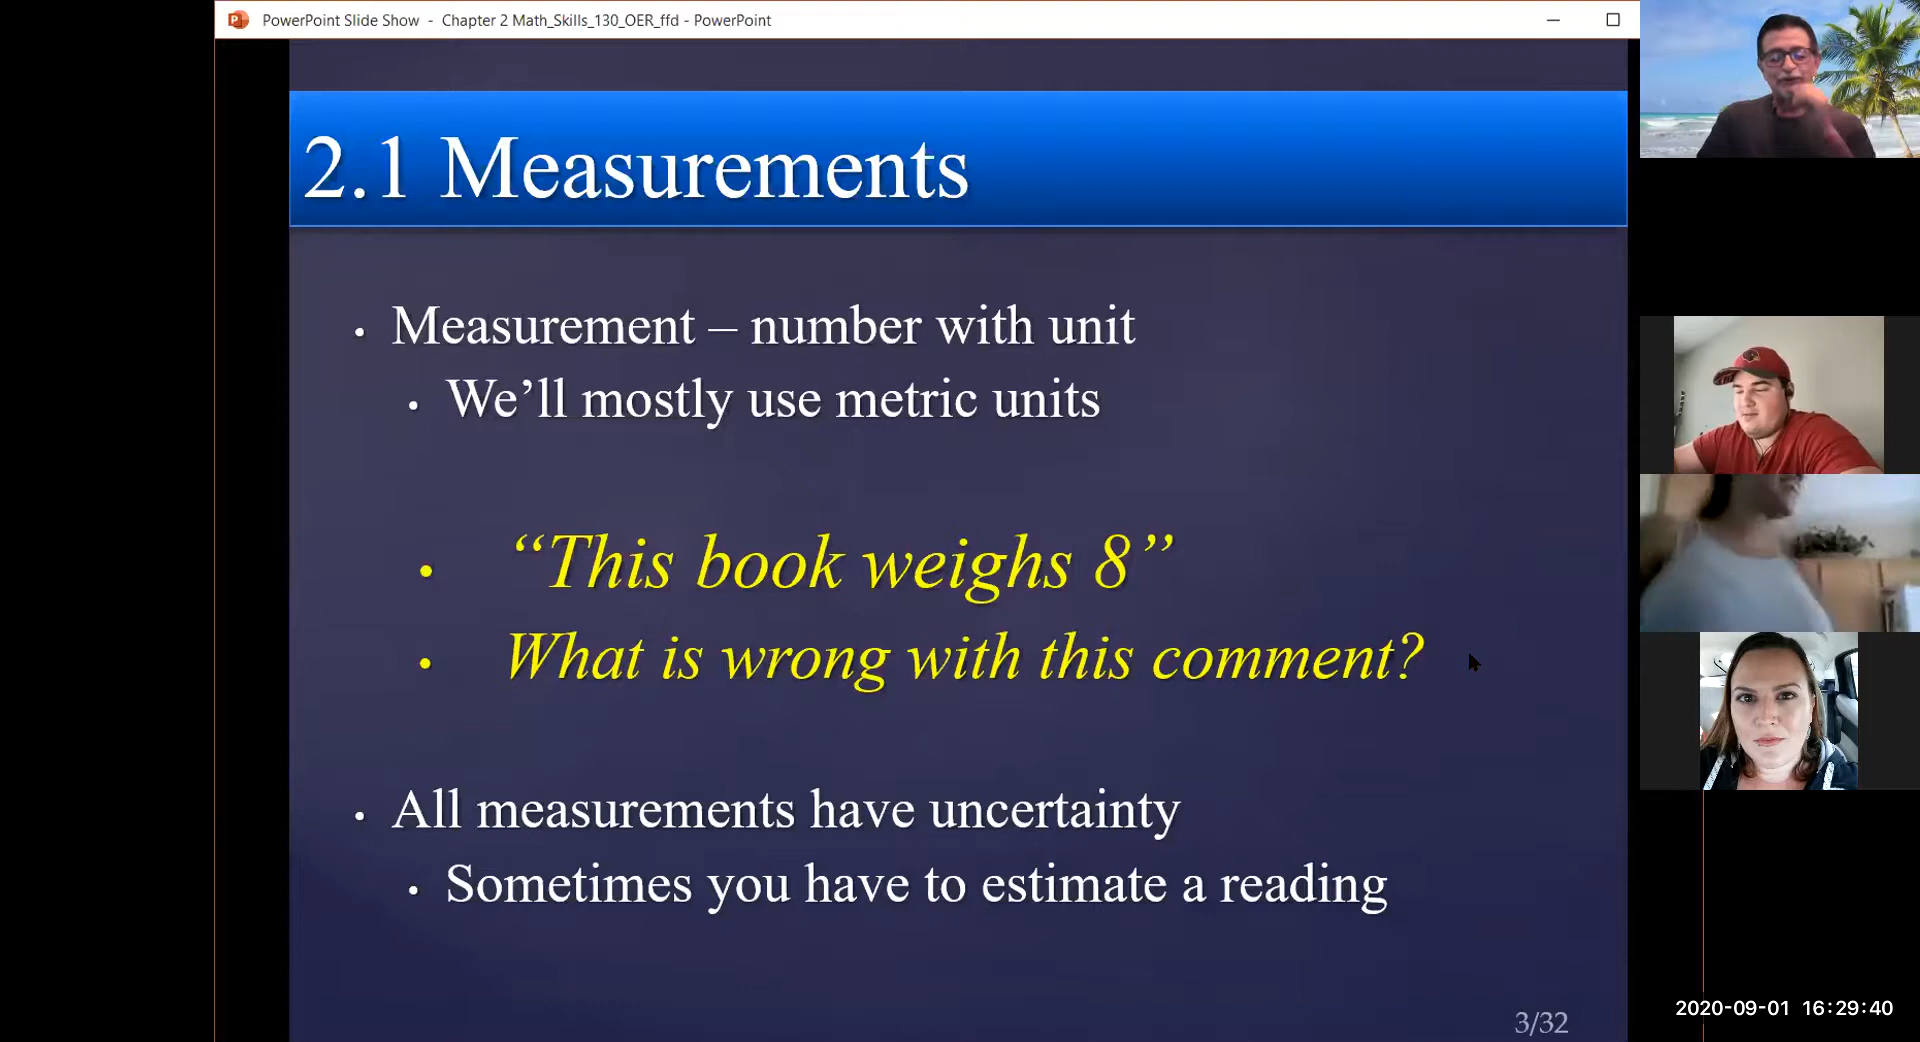 PowerPoint Slide Show - Chapter 2 Math_Skills_130_OER_ffd - PowerPoint
2.1 Measurements
• Measurement – number with unit
• We’ll mostly use metric units
• “This book weighs 8”
• What is wrong with this comment?
• All measurements have uncertainty
• Sometimes you have to estimate a reading
3/32
2020-09-01 16:29:40